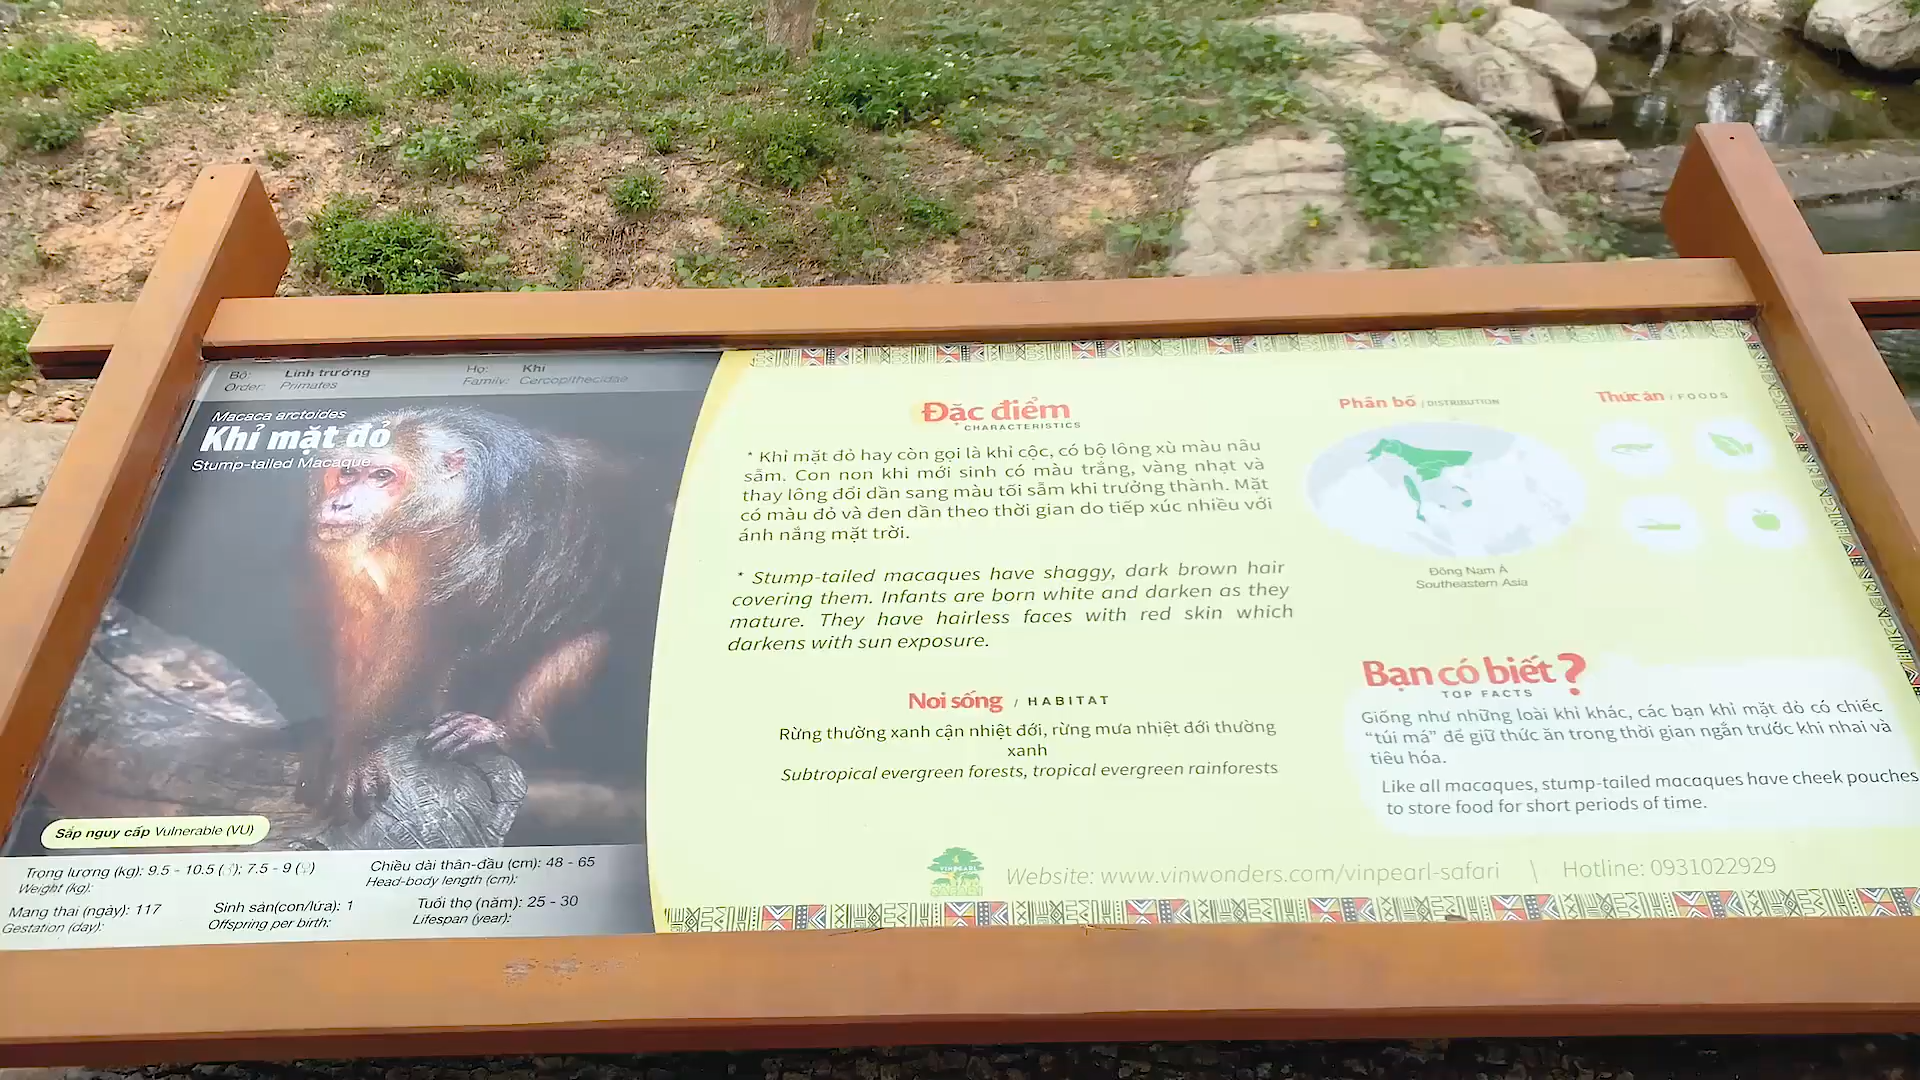 Bộ: Linh trưởng
Order: Primates
Họ: Khỉ
Family: Cercopithecidae
Macaca arctoides
Khỉ mặt đỏ
Stump-tailed Macaque
Sắp nguy cấp Vulnerable (VU)
Trọng lượng (kg): 9.5 - 10.5 (♂); 7.5 - 9 (♀)
Weight (kg):
Chiều dài thân-đầu (cm): 48 - 65
Head-body length (cm):
Mang thai (ngày): 117
Gestation (day):
Sinh sản(con/lứa): 1
Offspring per birth:
Tuổi thọ (năm): 25 - 30
Lifespan (year):
Đặc điểm
CHARACTERISTICS
* Khỉ mặt đỏ hay còn gọi là khỉ cộc, có bộ lông xù màu nâu
sẫm. Con non khi mới sinh có màu trắng, vàng nhạt và
thay lông đổi dần sang màu tối sẫm khi trưởng thành. Mặt
có màu đỏ và đen dần theo thời gian do tiếp xúc nhiều với
ánh nắng mặt trời.
* Stump-tailed macaques have shaggy, dark brown hair
covering them. Infants are born white and darken as they
mature. They have hairless faces with red skin which
darkens with sun exposure.
Nơi sống / HABITAT
Rừng thường xanh cận nhiệt đới, rừng mưa nhiệt đới thường
xanh
Subtropical evergreen forests, tropical evergreen rainforests
Phân bố / DISTRIBUTION
Đông Nam Á
Southeastern Asia
Thức ăn / FOODS
Bạn có biết?
TOP FACTS
Giống như những loài khỉ khác, các bạn khỉ mặt đỏ có chiếc
“túi má” để giữ thức ăn trong thời gian ngắn trước khi nhai và
tiêu hóa.
Like all macaques, stump-tailed macaques have cheek pouches
to store food for short periods of time.
VINPEARL
SAFARI
Website: www.vinwonders.com/vinpearl-safari | Hotline: 0931022929